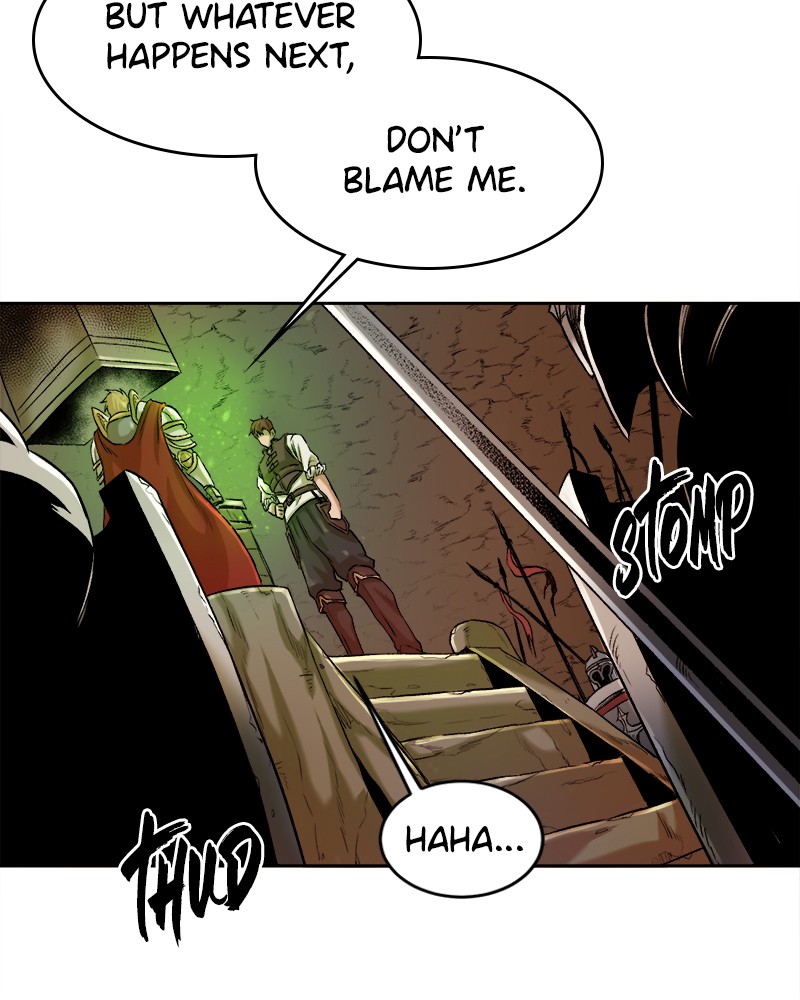 BUT WHATEVER
HAPPENS NEXT,
DON'T
BLAME ME.
STOMP
HAHA...
THUD